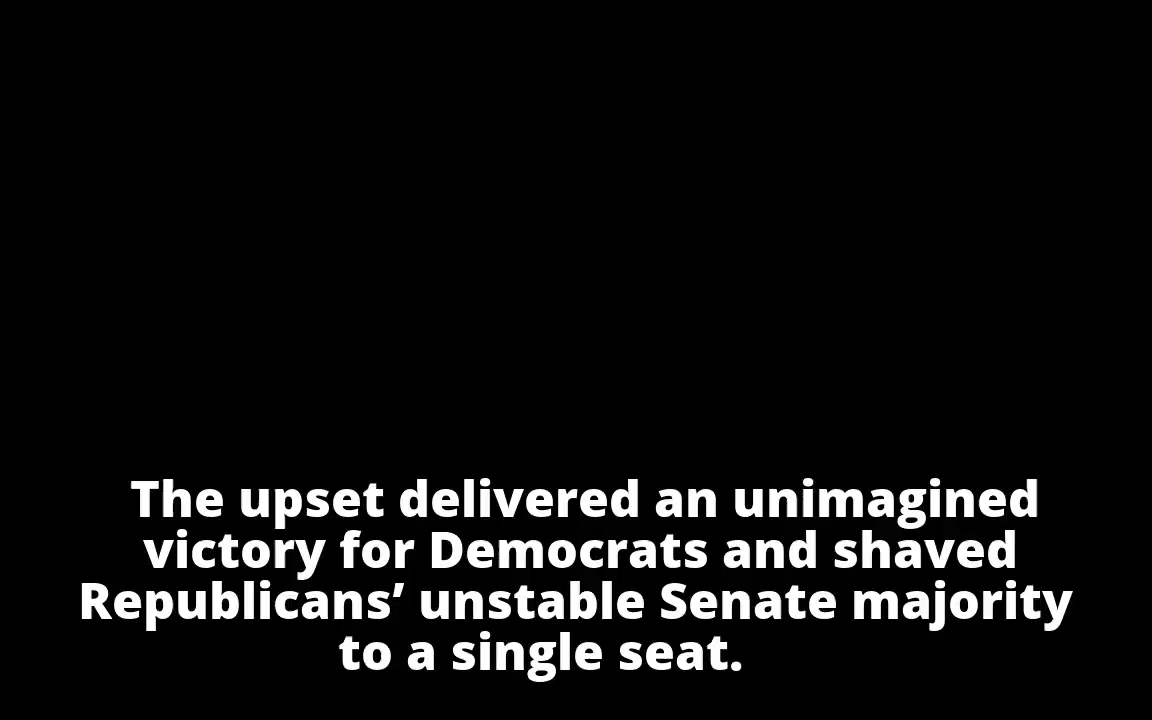 The upset delivered an unimagined
victory for Democrats and shaved
Republicans’ unstable Senate majority
to a single seat.